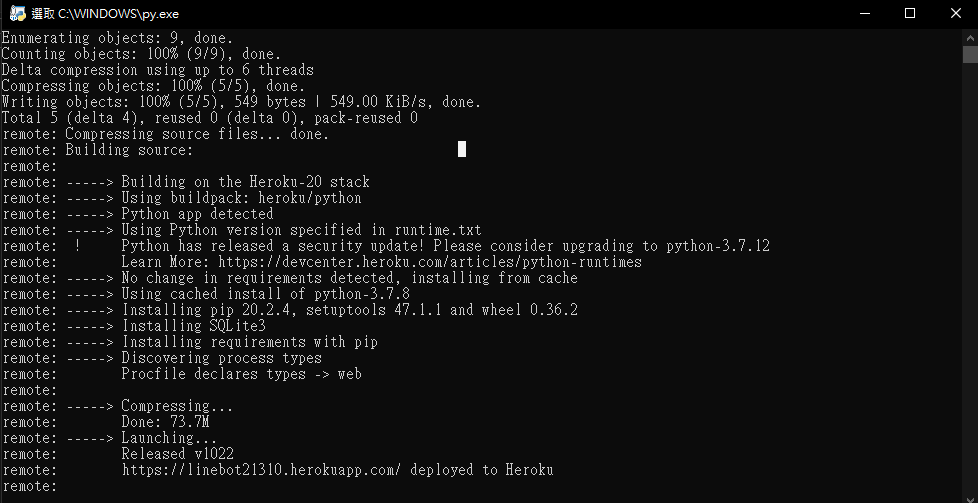 選取 C:\WINDOWS\py.exe
Enumerating objects: 9, done.
Counting objects: 100% (9/9), done.
Delta compression using up to 6 threads
Compressing objects: 100% (5/5), done.
Writing objects: 100% (5/5), 549 bytes | 549.00 KiB/s, done.
Total 5 (delta 4), reused 0 (delta 0), pack-reused 0
remote: Compressing source files... done.
remote: Building source:
remote:
remote: -----> Building on the Heroku-20 stack
remote: -----> Using buildpack: heroku/python
remote: -----> Python app detected
remote: -----> Using Python version specified in runtime.txt
remote:  !     Python has released a security update! Please consider upgrading to python-3.7.12
remote:        Learn More: https://devcenter.heroku.com/articles/python-runtimes
remote: -----> No change in requirements detected, installing from cache
remote: -----> Using cached install of python-3.7.8
remote: -----> Installing pip 20.2.4, setuptools 47.1.1 and wheel 0.36.2
remote: -----> Installing SQLite3
remote: -----> Installing requirements with pip
remote: -----> Discovering process types
remote:        Procfile declares types -> web
remote:
remote: -----> Compressing...
remote:        Done: 73.7M
remote: -----> Launching...
remote:        Released v1022
remote:        https://linebot21310.herokuapp.com/ deployed to Heroku
remote: